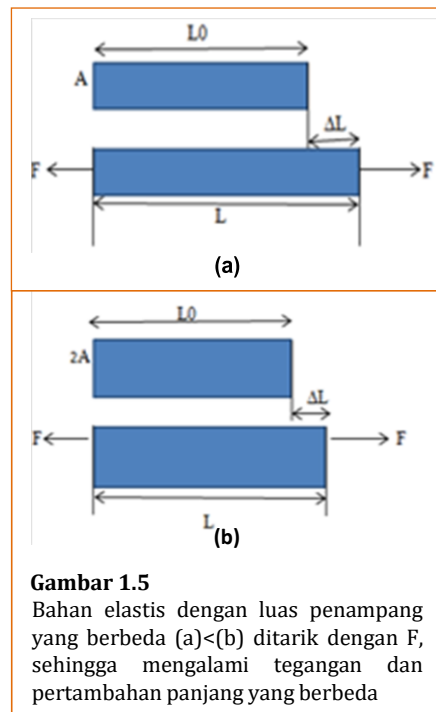 L0
A
ΔL
F
F
L
(a)
L0
2A
ΔL
F
F
L
(b)
Gambar 1.5
Bahan elastis dengan luas penampang
yang berbeda (a)<(b) ditarik dengan F,
sehingga mengalami tegangan dan
pertambahan panjang yang berbeda